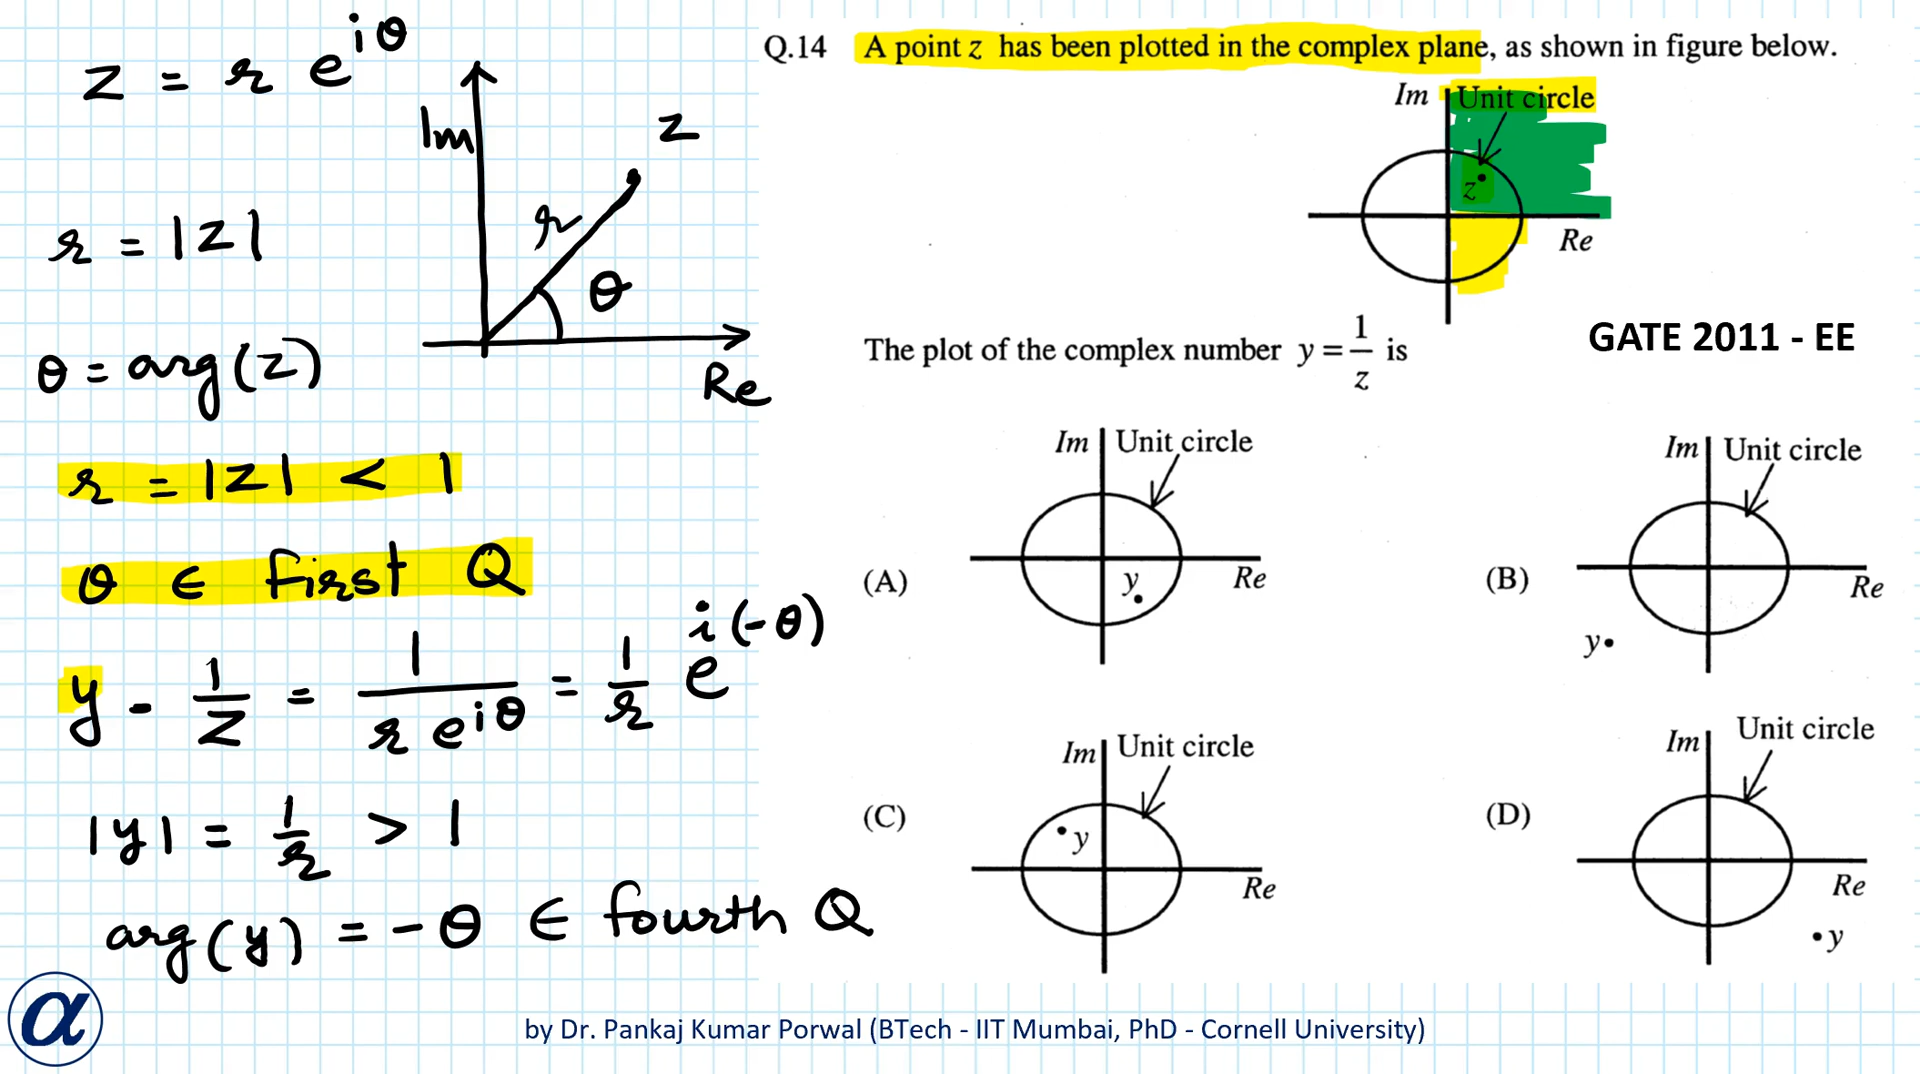 z = r e^{iθ}
Im
z
r
θ
Re
r = |z|
θ = arg(z)
r = |z| < 1
θ ∈ first Q
y - 1/z = 1/(r e^{iθ}) = 1/r e^{i(-θ)}
|y| = 1/r > 1
arg(y) = -θ ∈ fourth Q
Q.14 A point z has been plotted in the complex plane, as shown in figure below.
Im Unit circle
z
Re
The plot of the complex number y = 1/z is
GATE 2011 - EE
(A)
Im Unit circle
y
Re
(B)
Im Unit circle
Re
y
(C)
Im Unit circle
y
Re
(D)
Im Unit circle
Re
y
α
by Dr. Pankaj Kumar Porwal (BTech - IIT Mumbai, PhD - Cornell University)